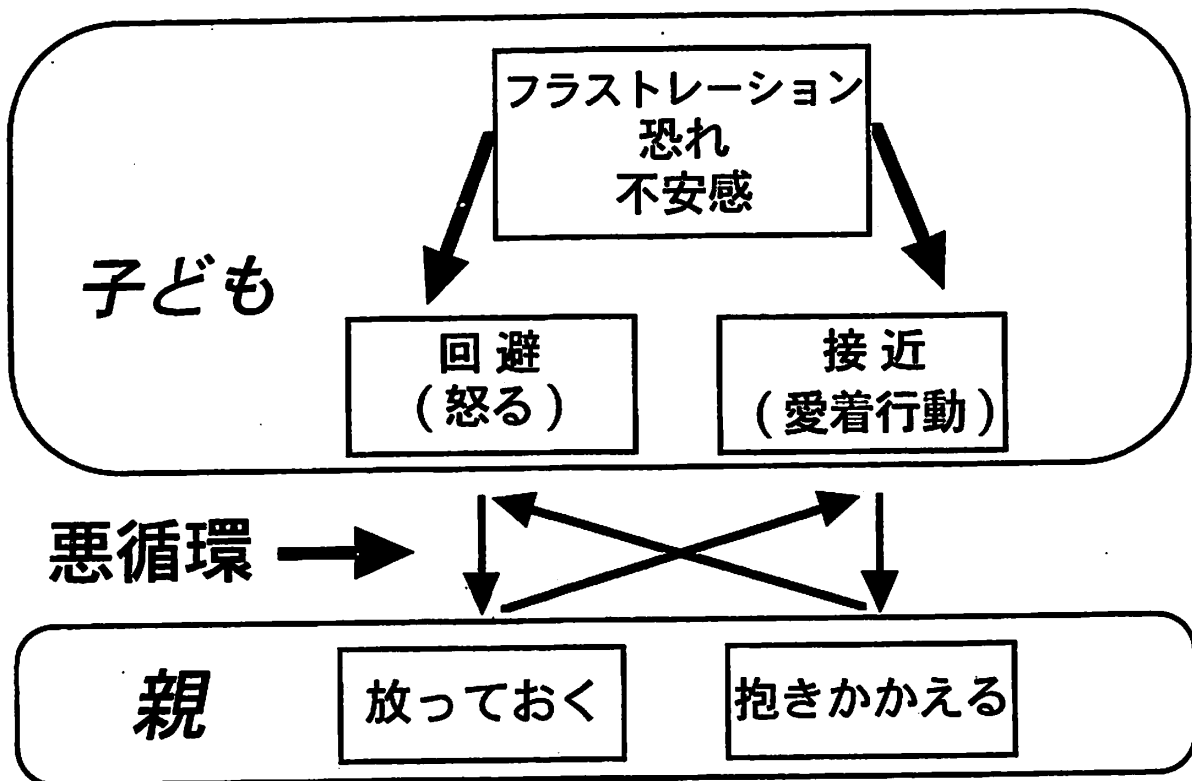 フラストレーション
恐れ
不安感
子ども
回避
(怒る)
接近
(愛着行動)
悪循環
親
放っておく
抱きかかえる